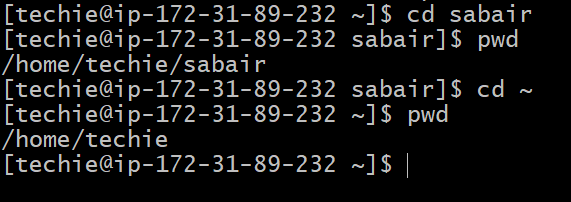 [techie@ip-172-31-89-232 ~]$ cd sabair
[techie@ip-172-31-89-232 sabair]$ pwd
/home/techie/sabair
[techie@ip-172-31-89-232 sabair]$ cd ~
[techie@ip-172-31-89-232 ~]$ pwd
/home/techie
[techie@ip-172-31-89-232 ~]$